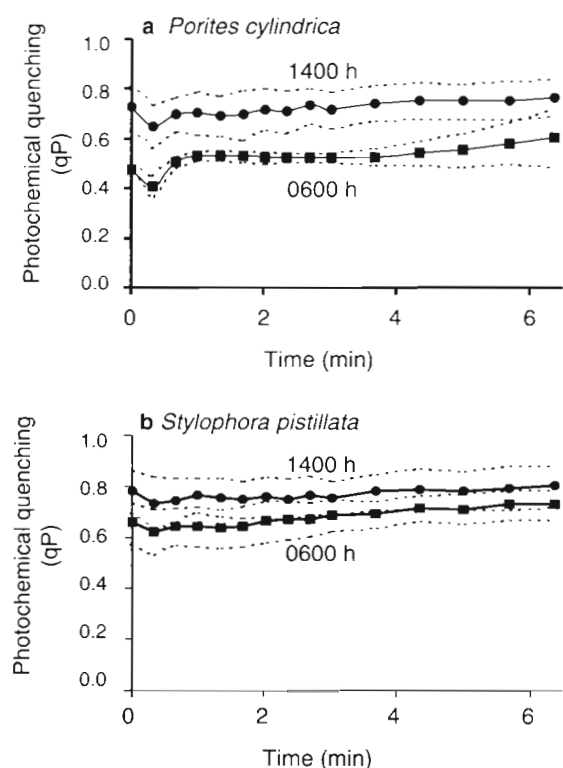 a Porites cylindrica
Photochemical quenching
(qP)
1.0
0.8
0.6
0.4
0.2
0.0
1400 h
0600 h
0
2
4
6
Time (min)
b Stylophora pistillata
Photochemical quenching
(qP)
1.0
0.8
0.6
0.4
0.2
0.0
1400 h
0600 h
0
2
4
6
Time (min)